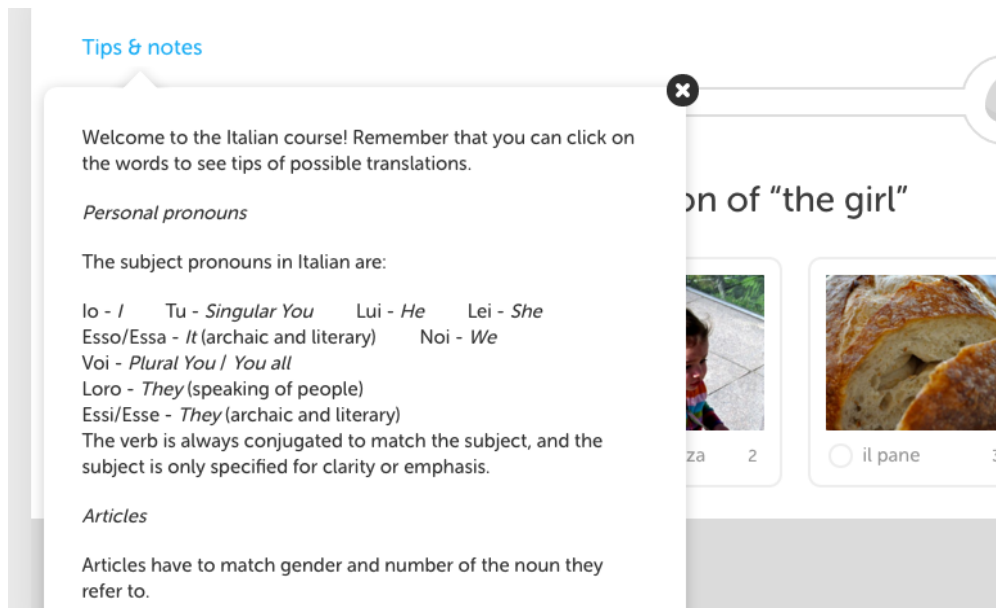 Tips & notes
Welcome to the Italian course! Remember that you can click on
the words to see tips of possible translations.
Personal pronouns
The subject pronouns in Italian are:
Io - I Tu - Singular You Lui - He Lei - She
Esso/Essa - It (archaic and literary) Noi - We
Voi - Plural You / You all
Loro - They (speaking of people)
Essi/Esse - They (archaic and literary)
The verb is always conjugated to match the subject, and the
subject is only specified for clarity or emphasis.
Articles
Articles have to match gender and number of the noun they
refer to.
on of “the girl”
za 2
il pane